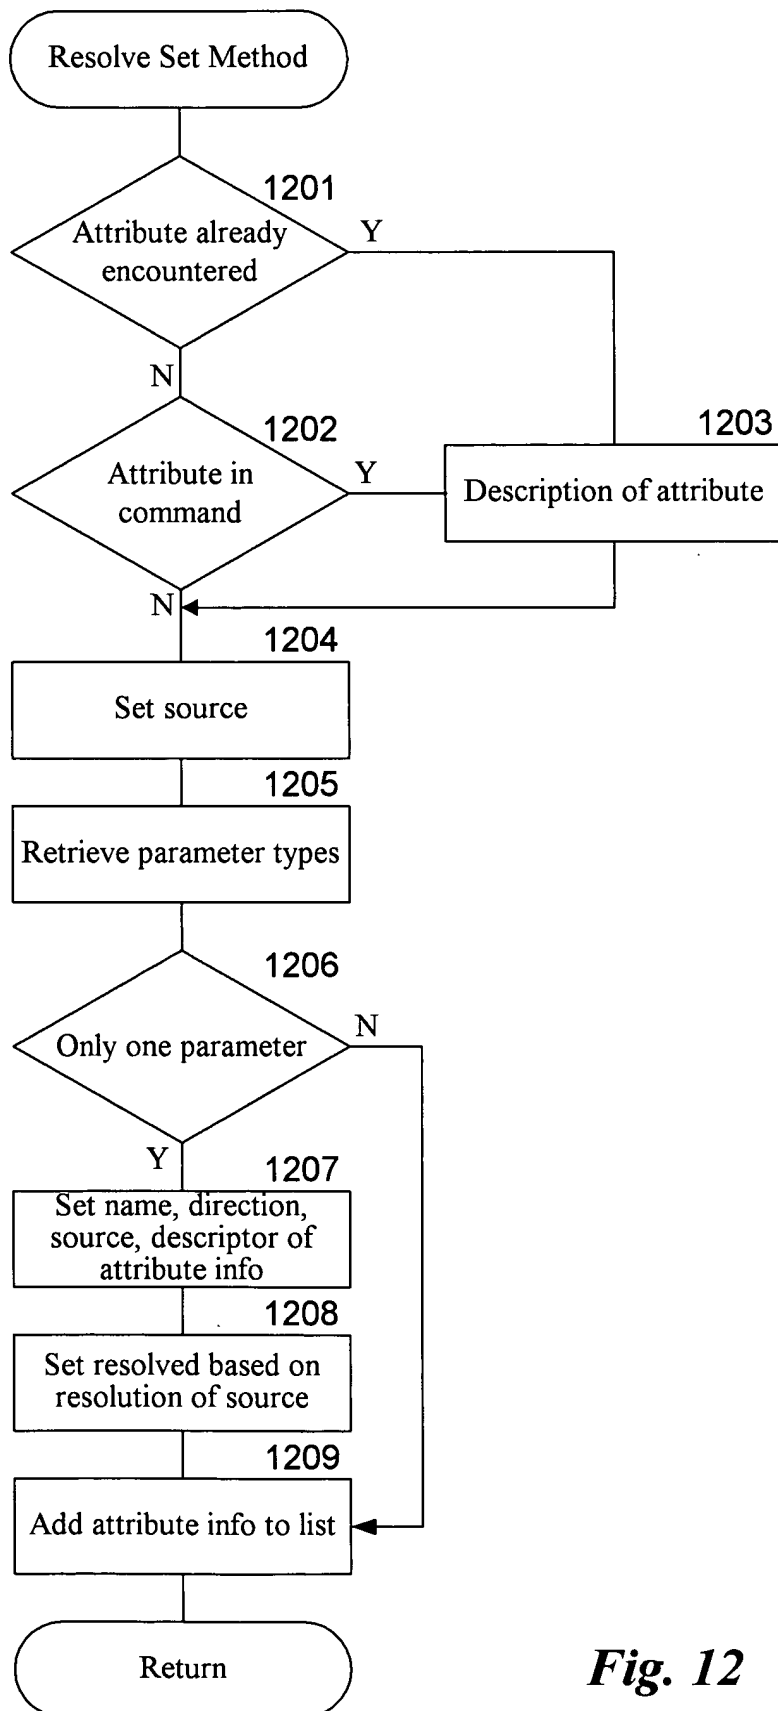 Resolve Set Method
1201
Attribute already
encountered
Y
N
1202
Attribute in
command
Y
1203
Description of attribute
N
1204
Set source
1205
Retrieve parameter types
1206
Only one parameter
N
Y
1207
Set name, direction,
source, descriptor of
attribute info
1208
Set resolved based on
resolution of source
1209
Add attribute info to list
Return
Fig. 12